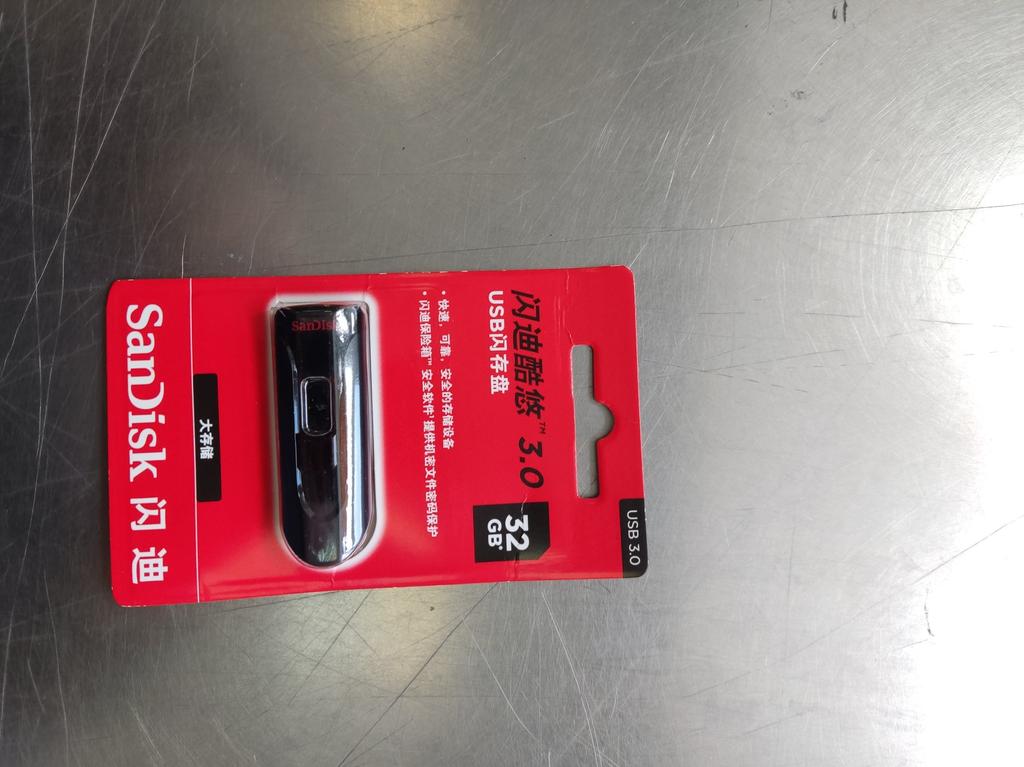 USB 3.0
闪迪酷悠™ 3.0
USB闪存盘
32
GB*
• 快速，可靠，安全的存储设备
• 闪迪保险箱™ 安全软件¹提供机密文件密码保护
SanDisk
大存储
SanDisk 闪迪